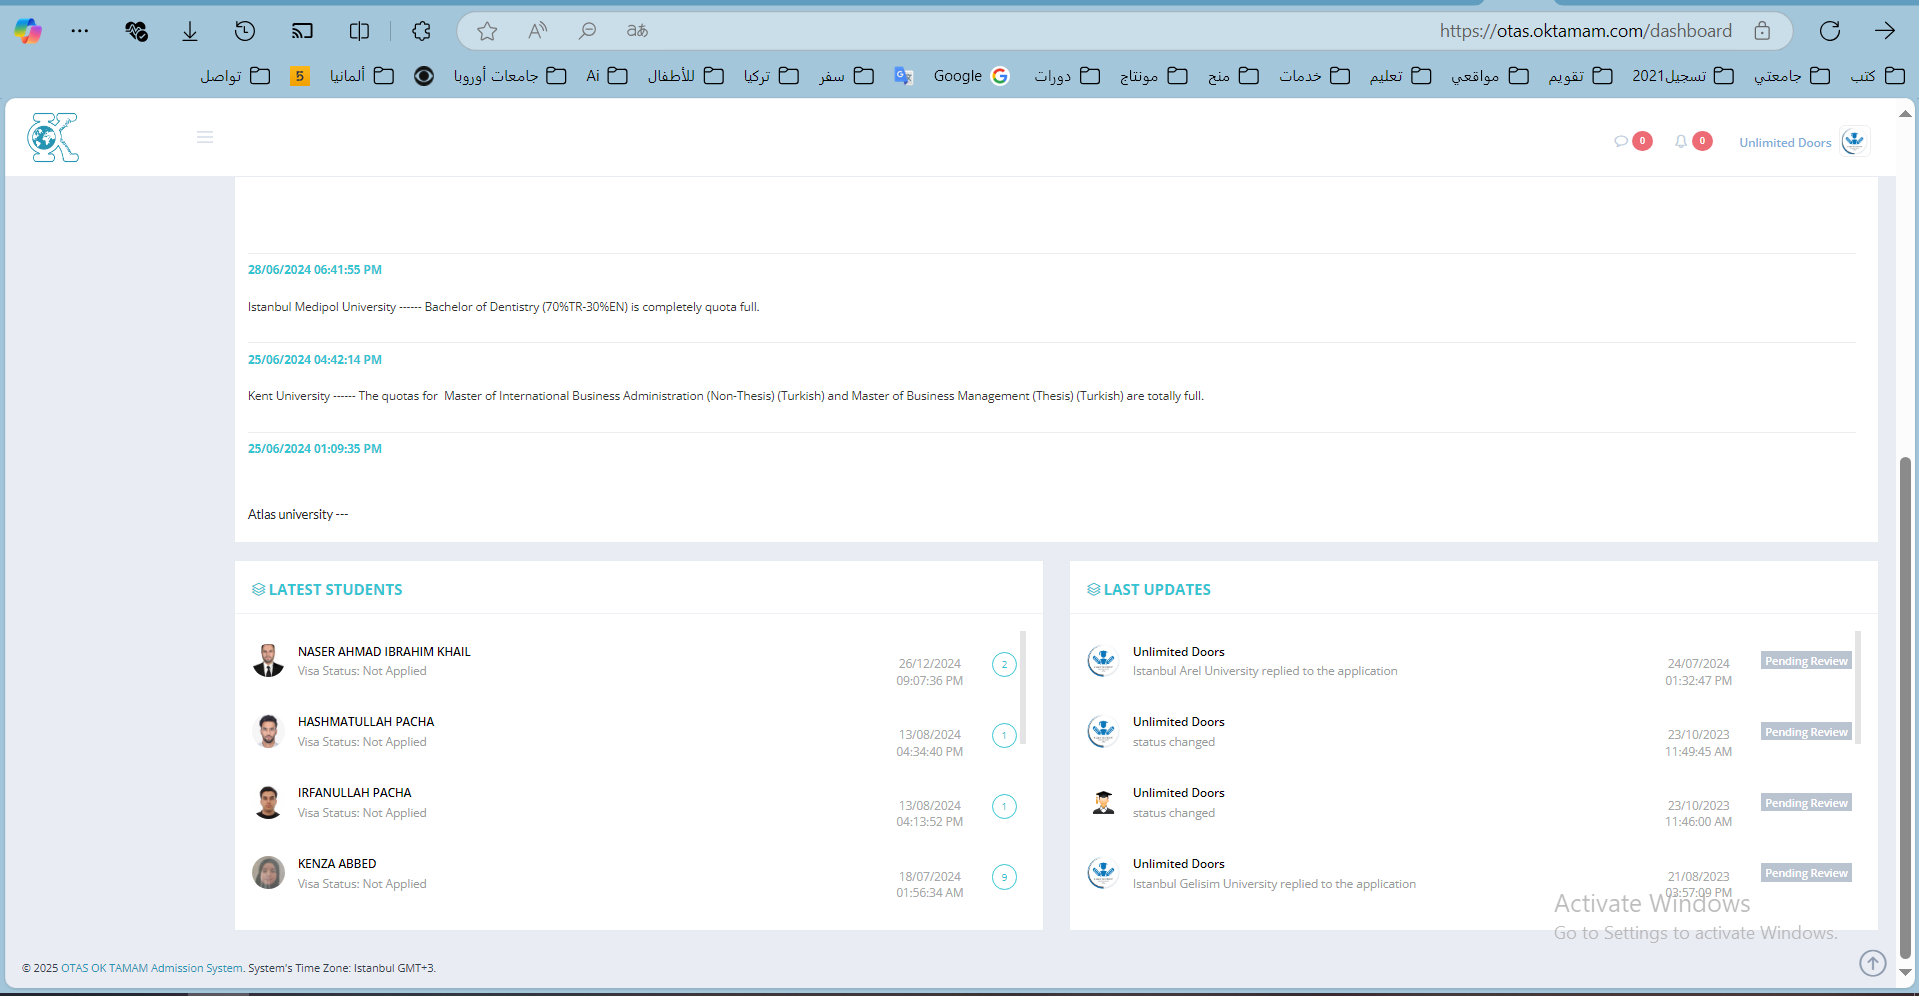 https://otas.oktamam.com/dashboard
كتب
جامعتي
تسجيل2021
تقويم
مواقعي
تعليم
خدمات
منح
مونتاج
دورات
Google
سفر
تركيا
للأطفال
Ai
جامعات أوروبا
ألمانيا
5
تواصل
0
0
Unlimited Doors
28/06/2024 06:41:55 PM
Istanbul Medipol University ------ Bachelor of Dentistry (70%TR-30%EN) is completely quota full.
25/06/2024 04:42:14 PM
Kent University ------ The quotas for  Master of International Business Administration (Non-Thesis) (Turkish) and Master of Business Management (Thesis) (Turkish) are totally full.
25/06/2024 01:09:35 PM
Atlas university ---
LATEST STUDENTS
NASER AHMAD IBRAHIM KHAIL
Visa Status: Not Applied
26/12/2024
09:07:36 PM
2
HASHMATULLAH PACHA
Visa Status: Not Applied
13/08/2024
04:34:40 PM
1
IRFANULLAH PACHA
Visa Status: Not Applied
13/08/2024
04:13:52 PM
1
KENZA ABBED
Visa Status: Not Applied
18/07/2024
01:56:34 AM
9
LAST UPDATES
Unlimited Doors
Istanbul Arel University replied to the application
24/07/2024
01:32:47 PM
Pending Review
Unlimited Doors
status changed
23/10/2023
11:49:45 AM
Pending Review
Unlimited Doors
status changed
23/10/2023
11:46:00 AM
Pending Review
Unlimited Doors
Istanbul Gelisim University replied to the application
21/08/2023
03:57:09 PM
Pending Review
Activate Windows
Go to Settings to activate Windows.
© 2025 OTAS OK TAMAM Admission System. System's Time Zone: Istanbul GMT+3.